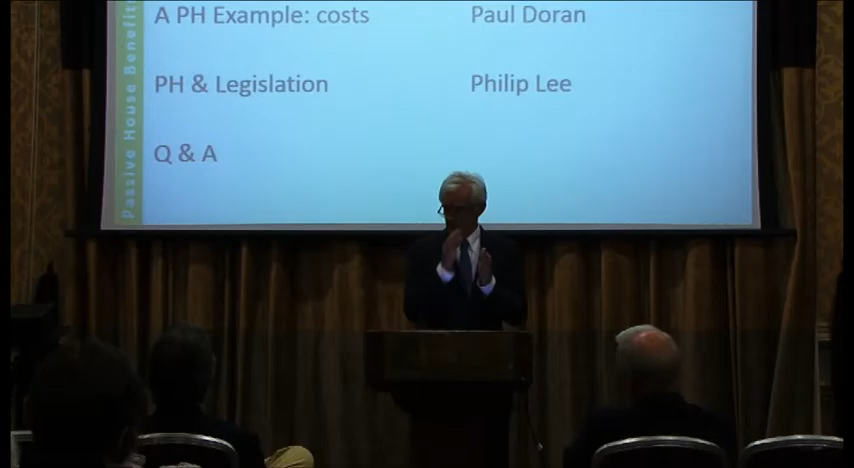 A PH Example: costs Paul Doran
PH & Legislation Philip Lee
Q & A
Passive House Benefits